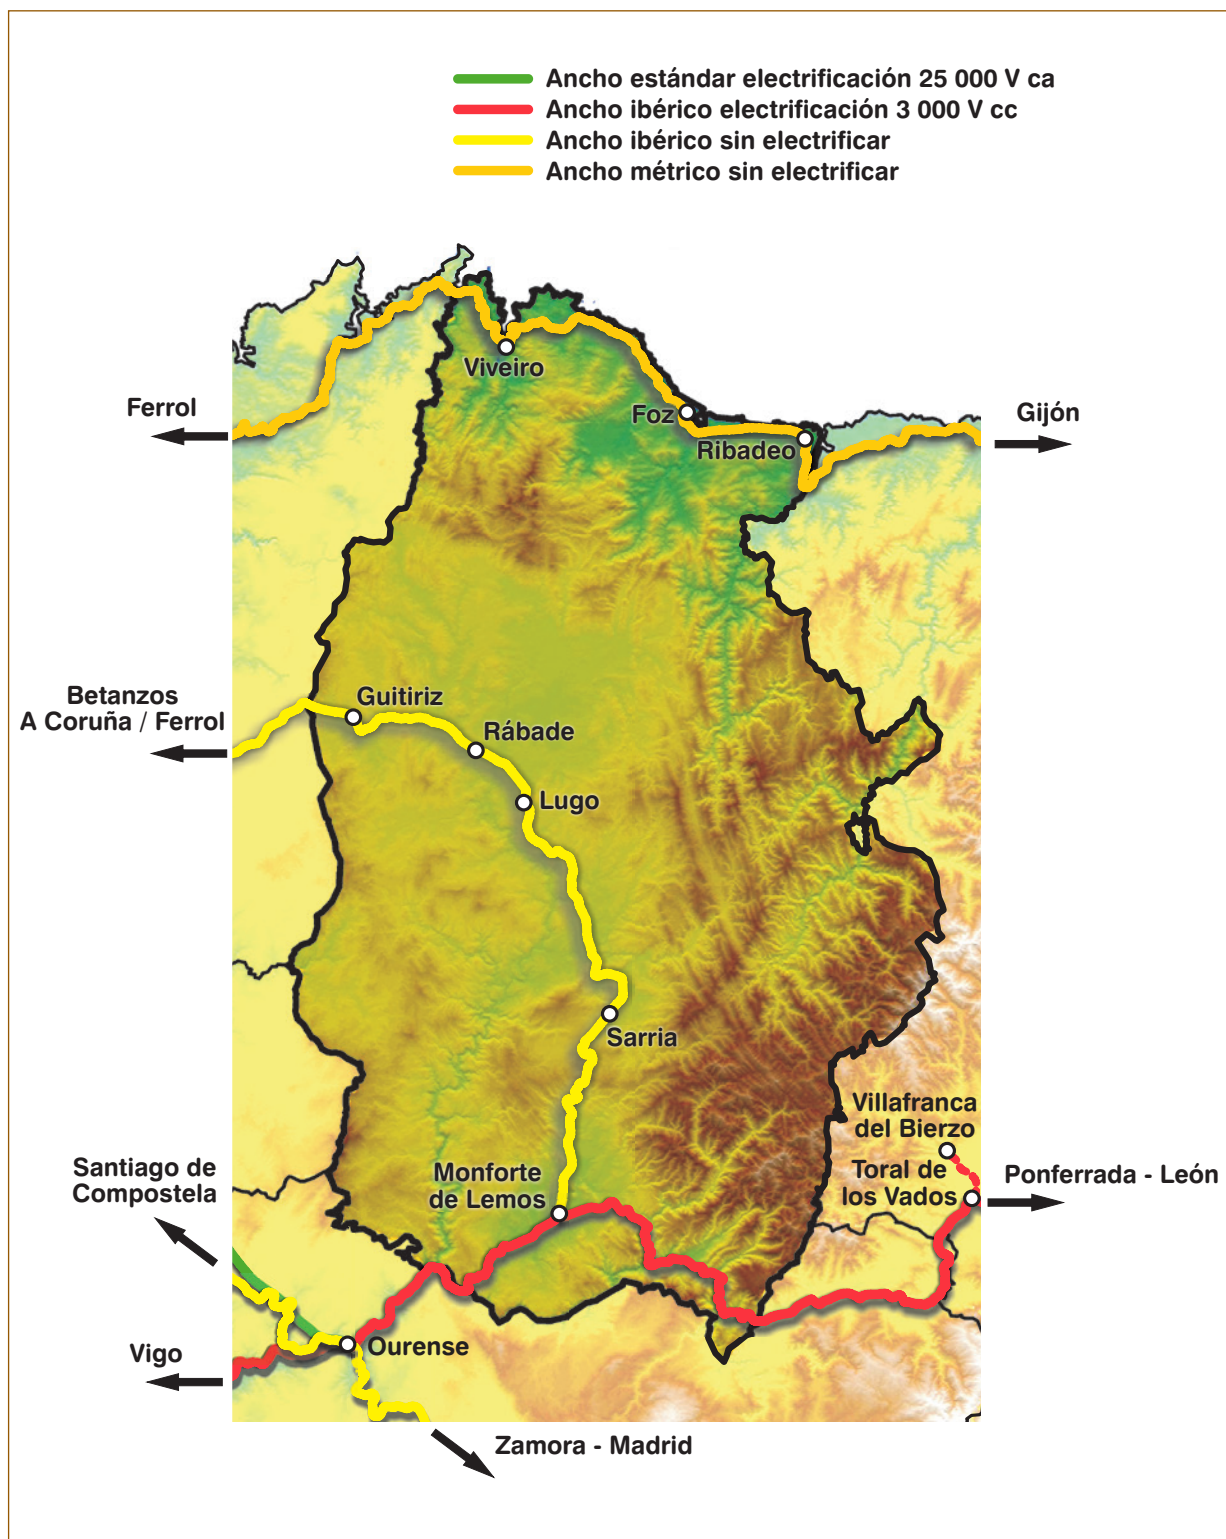 Ancho estándar electrificación 25 000 V ca
Ancho ibérico electrificación 3 000 V cc
Ancho ibérico sin electrificar
Ancho métrico sin electrificar
Viveiro
Ferrol
Foz
Gijón
Ribadeo
Betanzos
A Coruña / Ferrol
Guitiriz
Rábade
Lugo
Sarria
Villafranca
del Bierzo
Santiago de
Compostela
Monforte
de Lemos
Toral de
los Vados
Ponferrada - León
Vigo
Ourense
Zamora - Madrid